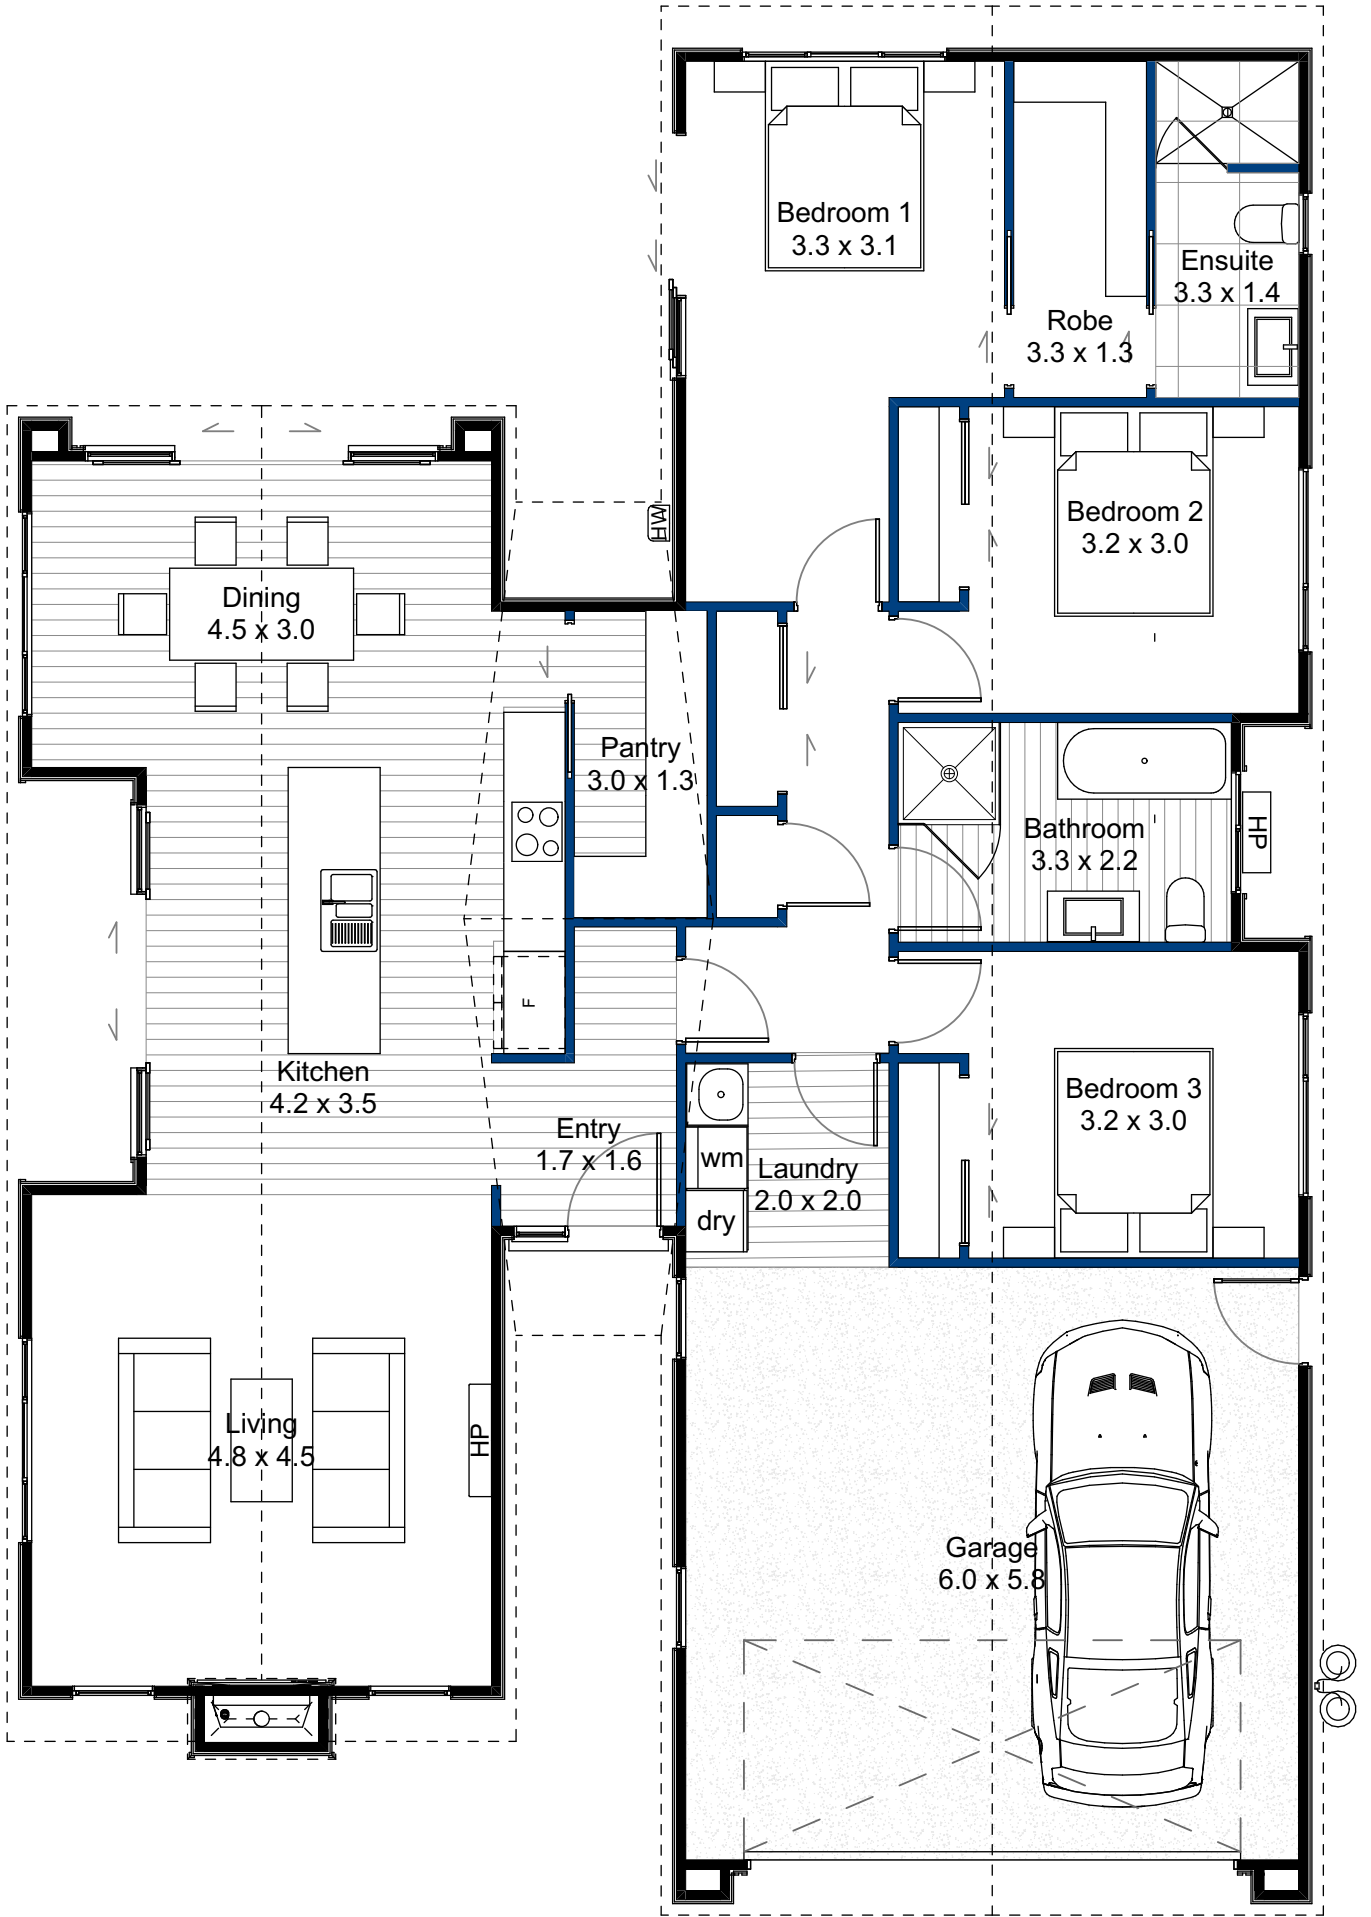 Bedroom 1
3.3 x 3.1
Ensuite
3.3 x 1.4
Robe
3.3 x 1.3
Bedroom 2
3.2 x 3.0
HW
Dining
4.5 x 3.0
Pantry
3.0 x 1.3
Bathroom
3.3 x 2.2
HP
F
Kitchen
4.2 x 3.5
Entry
1.7 x 1.6
wm
Laundry
2.0 x 2.0
dry
Bedroom 3
3.2 x 3.0
Living
4.8 x 4.5
HP
Garage
6.0 x 5.8